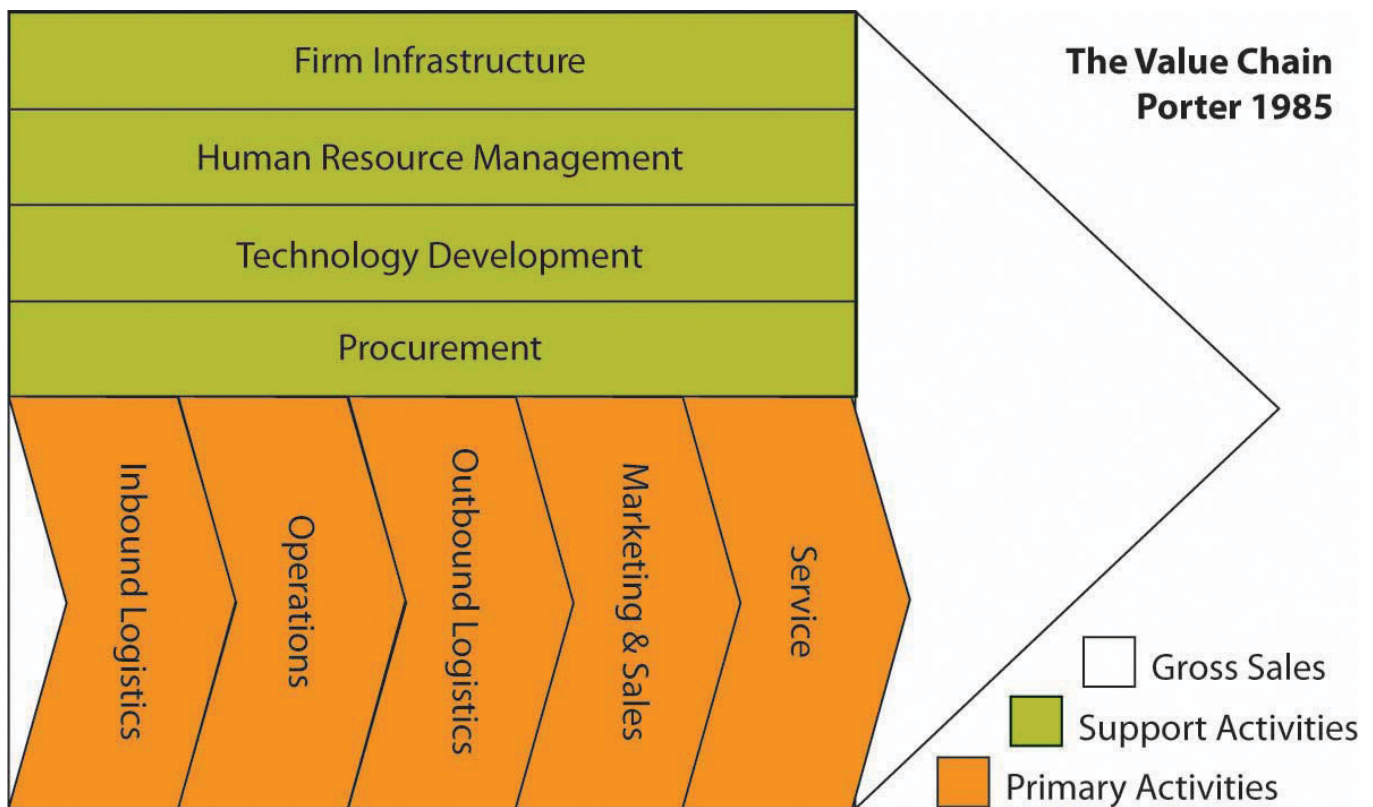 Firm Infrastructure
Human Resource Management
Technology Development
Procurement
Inbound Logistics
Operations
Outbound Logistics
Marketing & Sales
Service
The Value Chain
Porter 1985
Gross Sales
Support Activities
Primary Activities